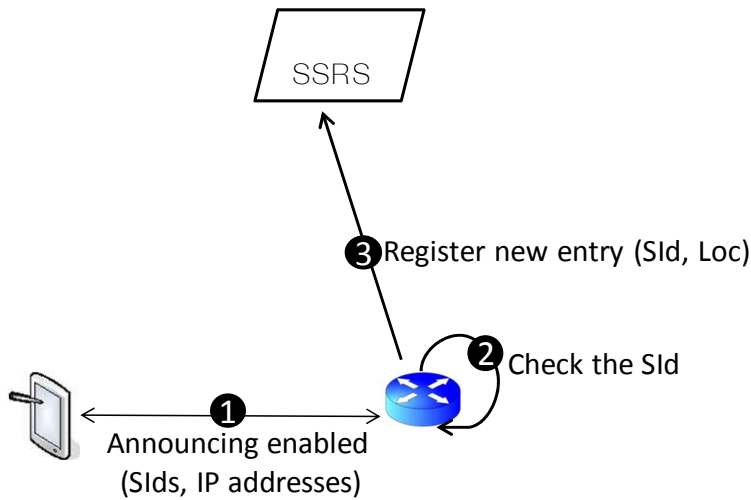 SSRS
3 Register new entry (SId, Loc)
2 Check the SId
1
Announcing enabled
(SIds, IP addresses)